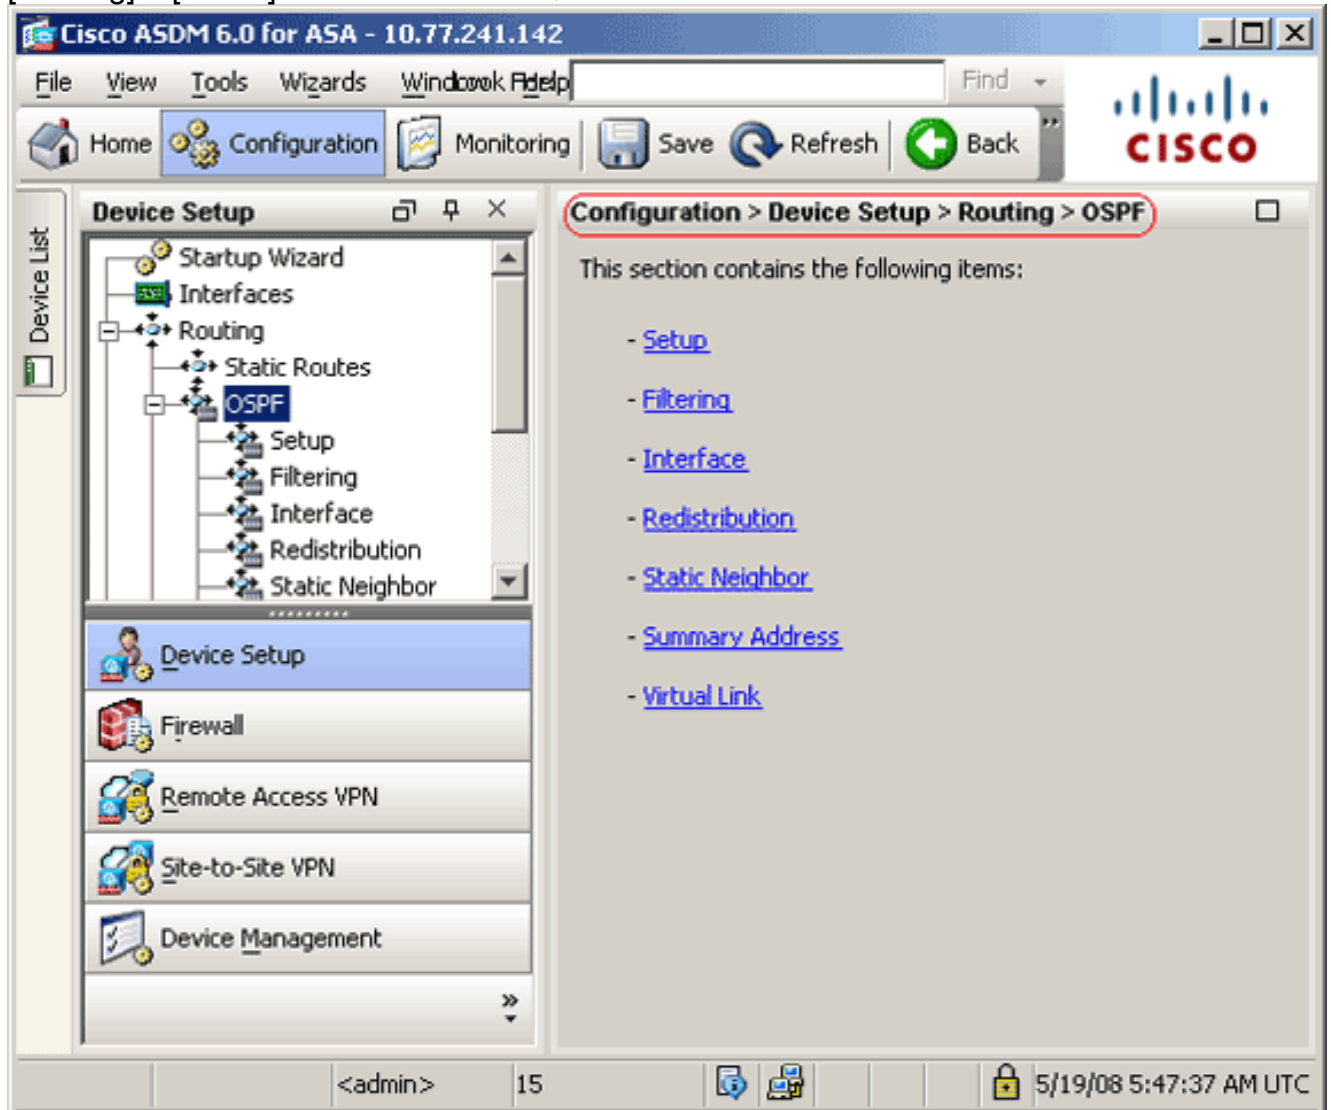 Cisco ASDM 6.0 for ASA - 10.77.241.142
File View Tools Wizards Find
Home Configuration Monitoring Save Refresh Back
CISCO
Device List
Device Setup
Startup Wizard
Interfaces
Routing
Static Routes
OSPF
Setup
Filtering
Interface
Redistribution
Static Neighbor
Device Setup
Firewall
Remote Access VPN
Site-to-Site VPN
Device Management
Configuration > Device Setup > Routing > OSPF
This section contains the following items:
- Setup
- Filtering
- Interface
- Redistribution
- Static Neighbor
- Summary Address
- Virtual Link
<admin> 15 5/19/08 5:47:37 AM UTC